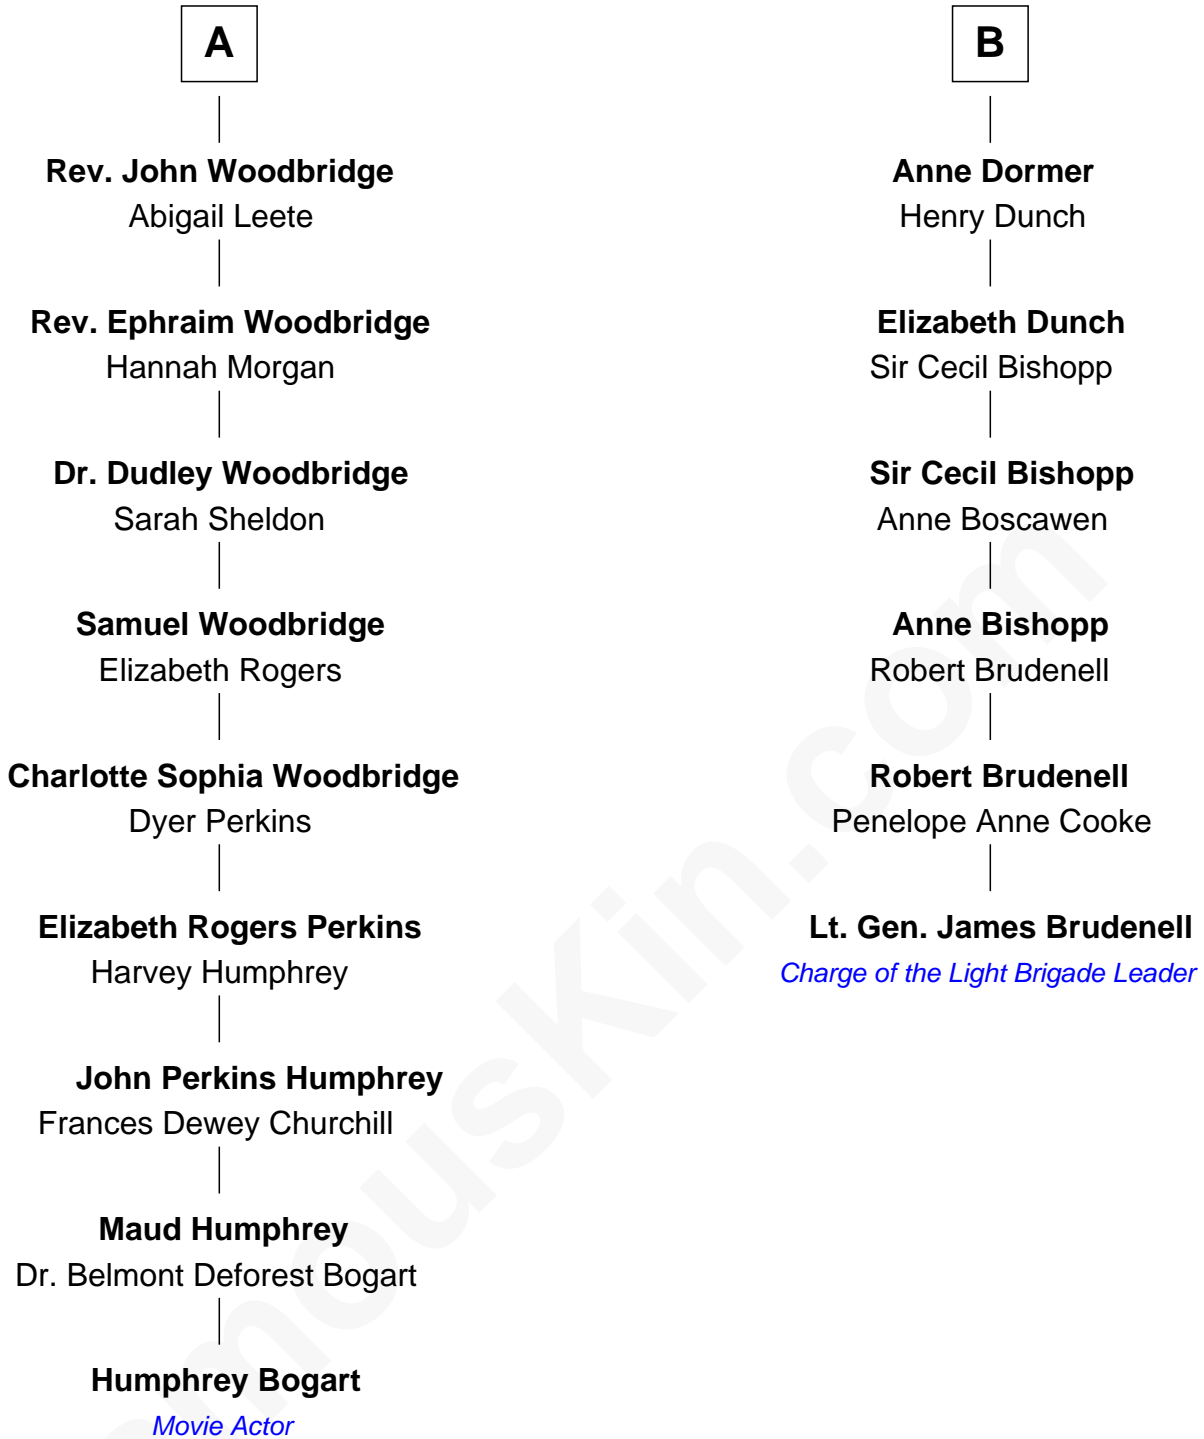 A
Rev. John Woodbridge
Abigail Leete
Rev. Ephraim Woodbridge
Hannah Morgan
Dr. Dudley Woodbridge
Sarah Sheldon
Samuel Woodbridge
Elizabeth Rogers
Charlotte Sophia Woodbridge
Dyer Perkins
Elizabeth Rogers Perkins
Harvey Humphrey
John Perkins Humphrey
Frances Dewey Churchill
Maud Humphrey
Dr. Belmont Deforest Bogart
Humphrey Bogart
Movie Actor
B
Anne Dormer
Henry Dunch
Elizabeth Dunch
Sir Cecil Bishopp
Sir Cecil Bishopp
Anne Boscawen
Anne Bishopp
Robert Brudenell
Robert Brudenell
Penelope Anne Cooke
Lt. Gen. James Brudenell
Charge of the Light Brigade Leader
mousKin.com